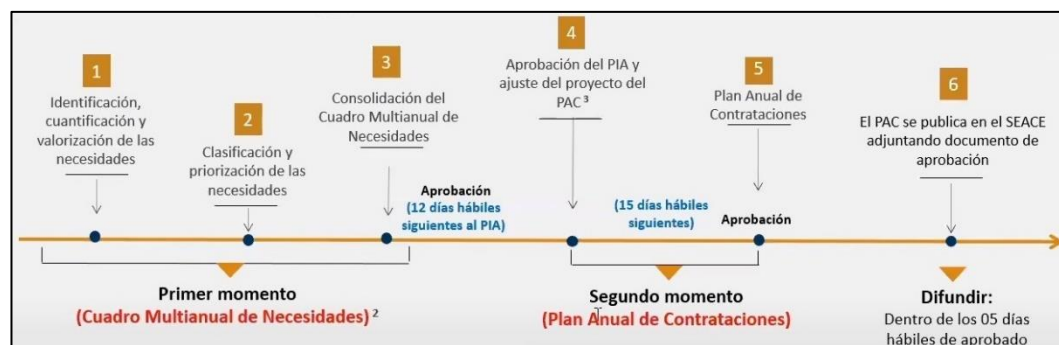 1
Identificación,
cuantificación y
valorización de las
necesidades
2
Clasificación y
priorización de las
necesidades
3
Consolidación del
Cuadro Multianual de
Necesidades
Aprobación
(12 días hábiles
siguientes al PIA)
4
Aprobación del PIA y
ajuste del proyecto del
PAC ³
(15 días hábiles
siguientes)
5
Plan Anual de
Contrataciones
Aprobación
6
El PAC se publica en el SEACE
adjuntando documento de
aprobación
Primer momento
(Cuadro Multianual de Necesidades) ²
Segundo momento
(Plan Anual de Contrataciones)
Difundir:
Dentro de los 05 días
hábiles de aprobado